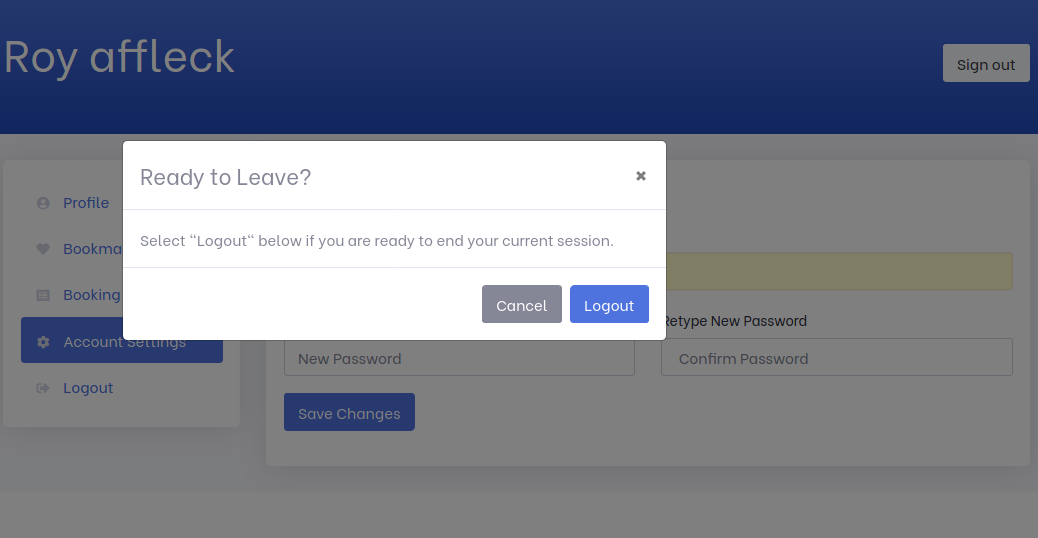 Roy affleck
Sign out
Ready to Leave?
Select "Logout" below if you are ready to end your current session.
Cancel
Logout
Profile
Bookma
Booking
Account Settings
Logout
Retype New Password
New Password
Confirm Password
Save Changes